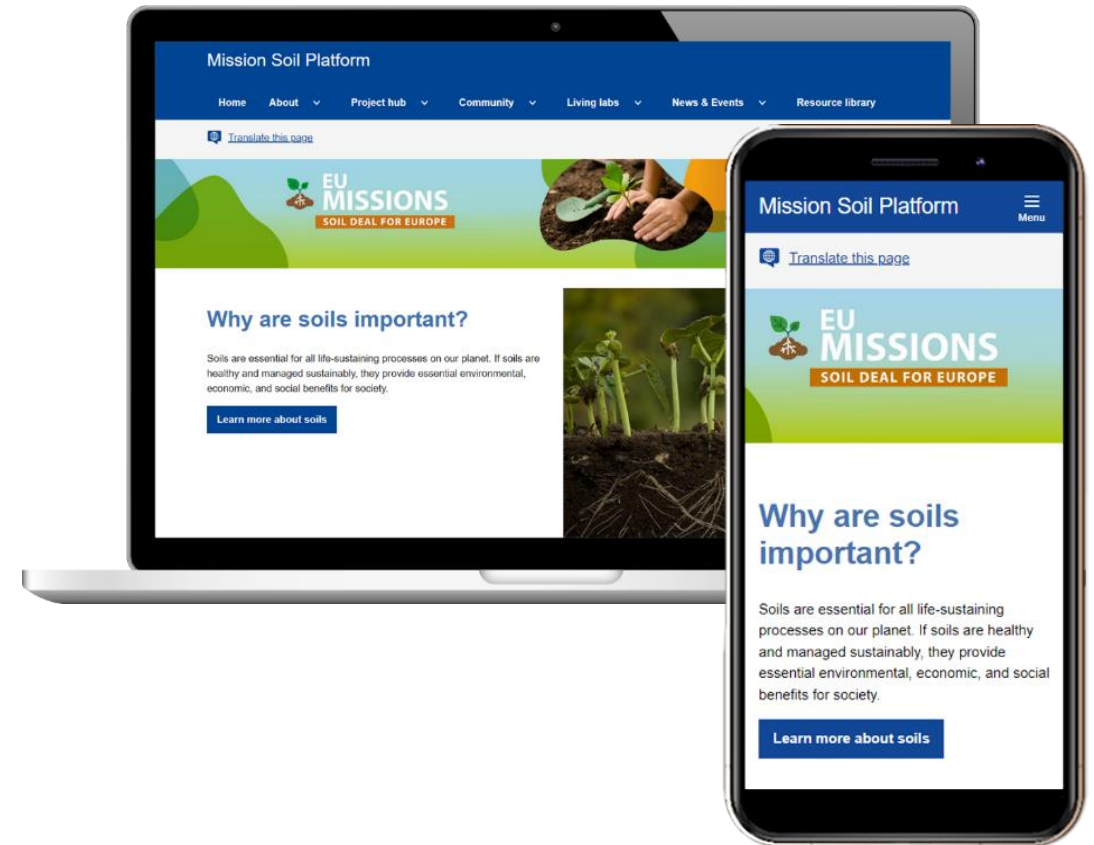 Mission Soil Platform
Home About Project hub Community Living labs News & Events Resource library
Translate this page
EU
MISSIONS
SOIL DEAL FOR EUROPE
Why are soils important?
Soils are essential for all life-sustaining processes on our planet. If soils are
healthy and managed sustainably, they provide essential environmental,
economic, and social benefits for society.
Learn more about soils
Mission Soil Platform
Menu
Translate this page
EU
MISSIONS
SOIL DEAL FOR EUROPE
Why are soils
important?
Soils are essential for all life-sustaining
processes on our planet. If soils are healthy
and managed sustainably, they provide
essential environmental, economic, and social
benefits for society.
Learn more about soils